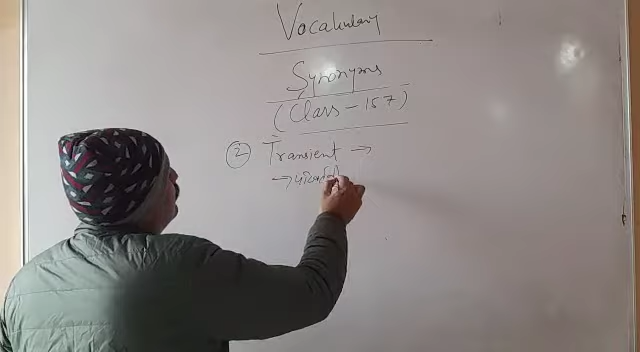 Vocabulary
Synonyms
(Class - 157)
② Transient →
→